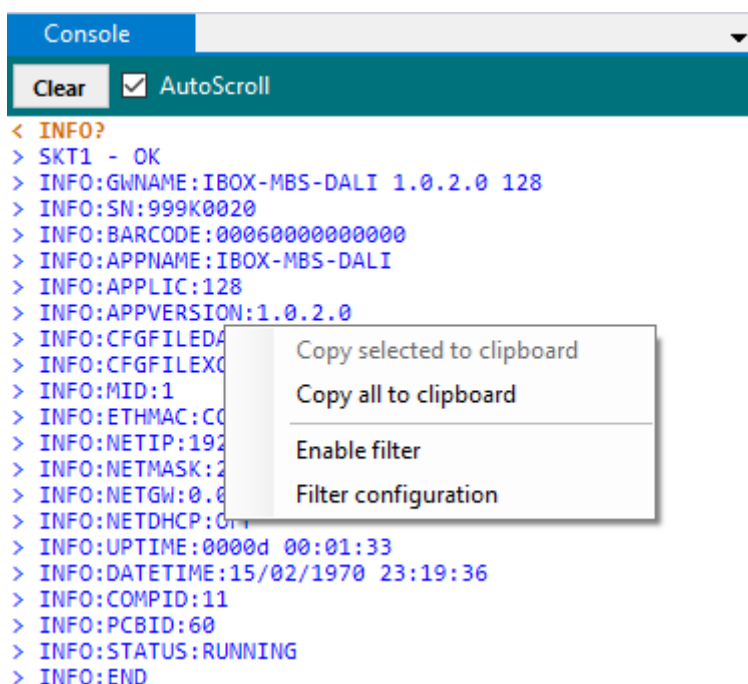 Console
Clear AutoScroll
< INFO?
> SKT1 - OK
> INFO:GWNAME:IBOX-MBS-DALI 1.0.2.0 128
> INFO:SN:999K0020
> INFO:BARCODE:00060000000000
> INFO:APPNAME:IBOX-MBS-DALI
> INFO:APPLIC:128
> INFO:APPVERSION:1.0.2.0
> INFO:CFGFILEDA
> INFO:CFGFILEXC
> INFO:MID:1
> INFO:ETHMAC:CC
> INFO:NETIP:192
> INFO:NETMASK:2
> INFO:NETGW:0.0
> INFO:NETDHCP:OFF
> INFO:UPTIME:0000d 00:01:33
> INFO:DATETIME:15/02/1970 23:19:36
> INFO:COMPID:11
> INFO:PCBID:60
> INFO:STATUS:RUNNING
> INFO:END
Copy selected to clipboard
Copy all to clipboard
Enable filter
Filter configuration